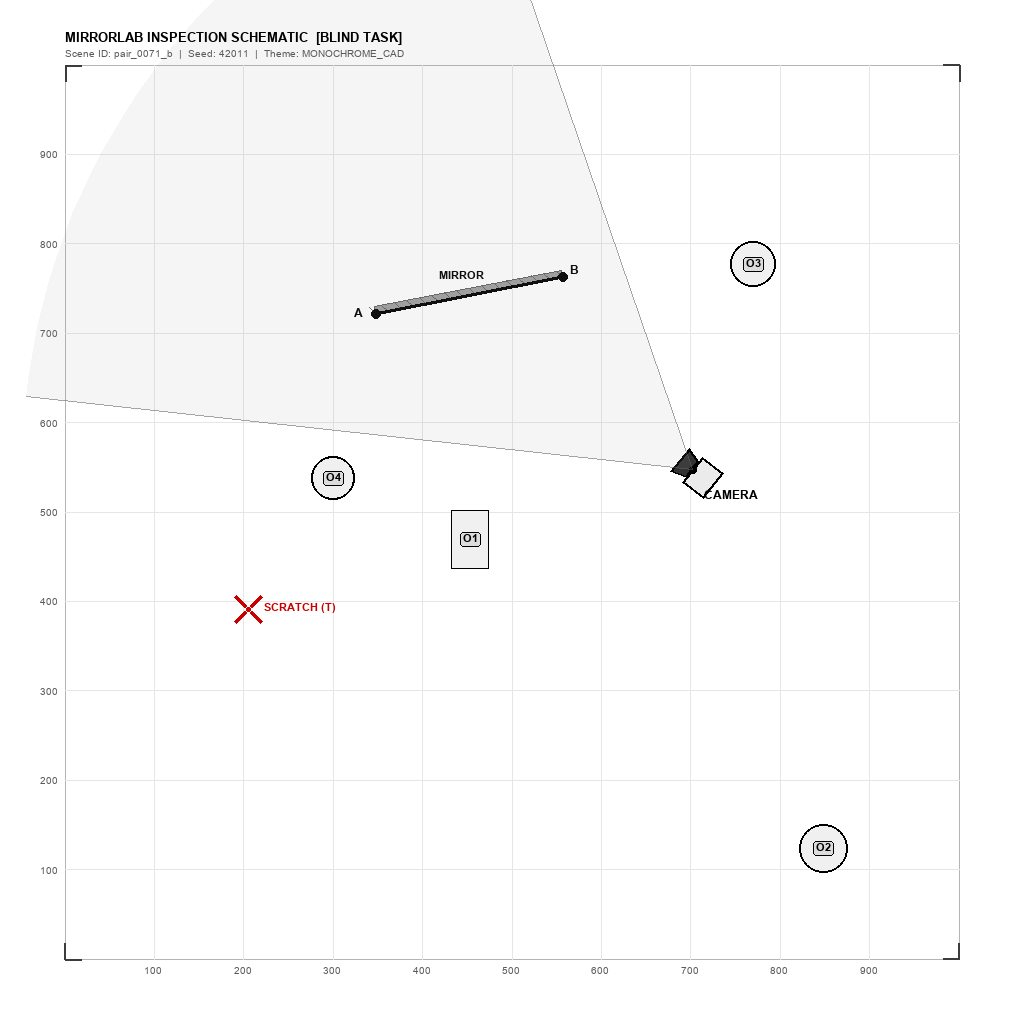 MIRRORLAB INSPECTION SCHEMATIC  [BLIND TASK]
Scene ID: pair_0071_b  |  Seed: 42011  |  Theme: MONOCHROME_CAD
900
800
700
600
500
400
300
200
100
MIRROR
A
B
O3
O4
CAMERA
O1
SCRATCH (T)
O2
100 200 300 400 500 600 700 800 900